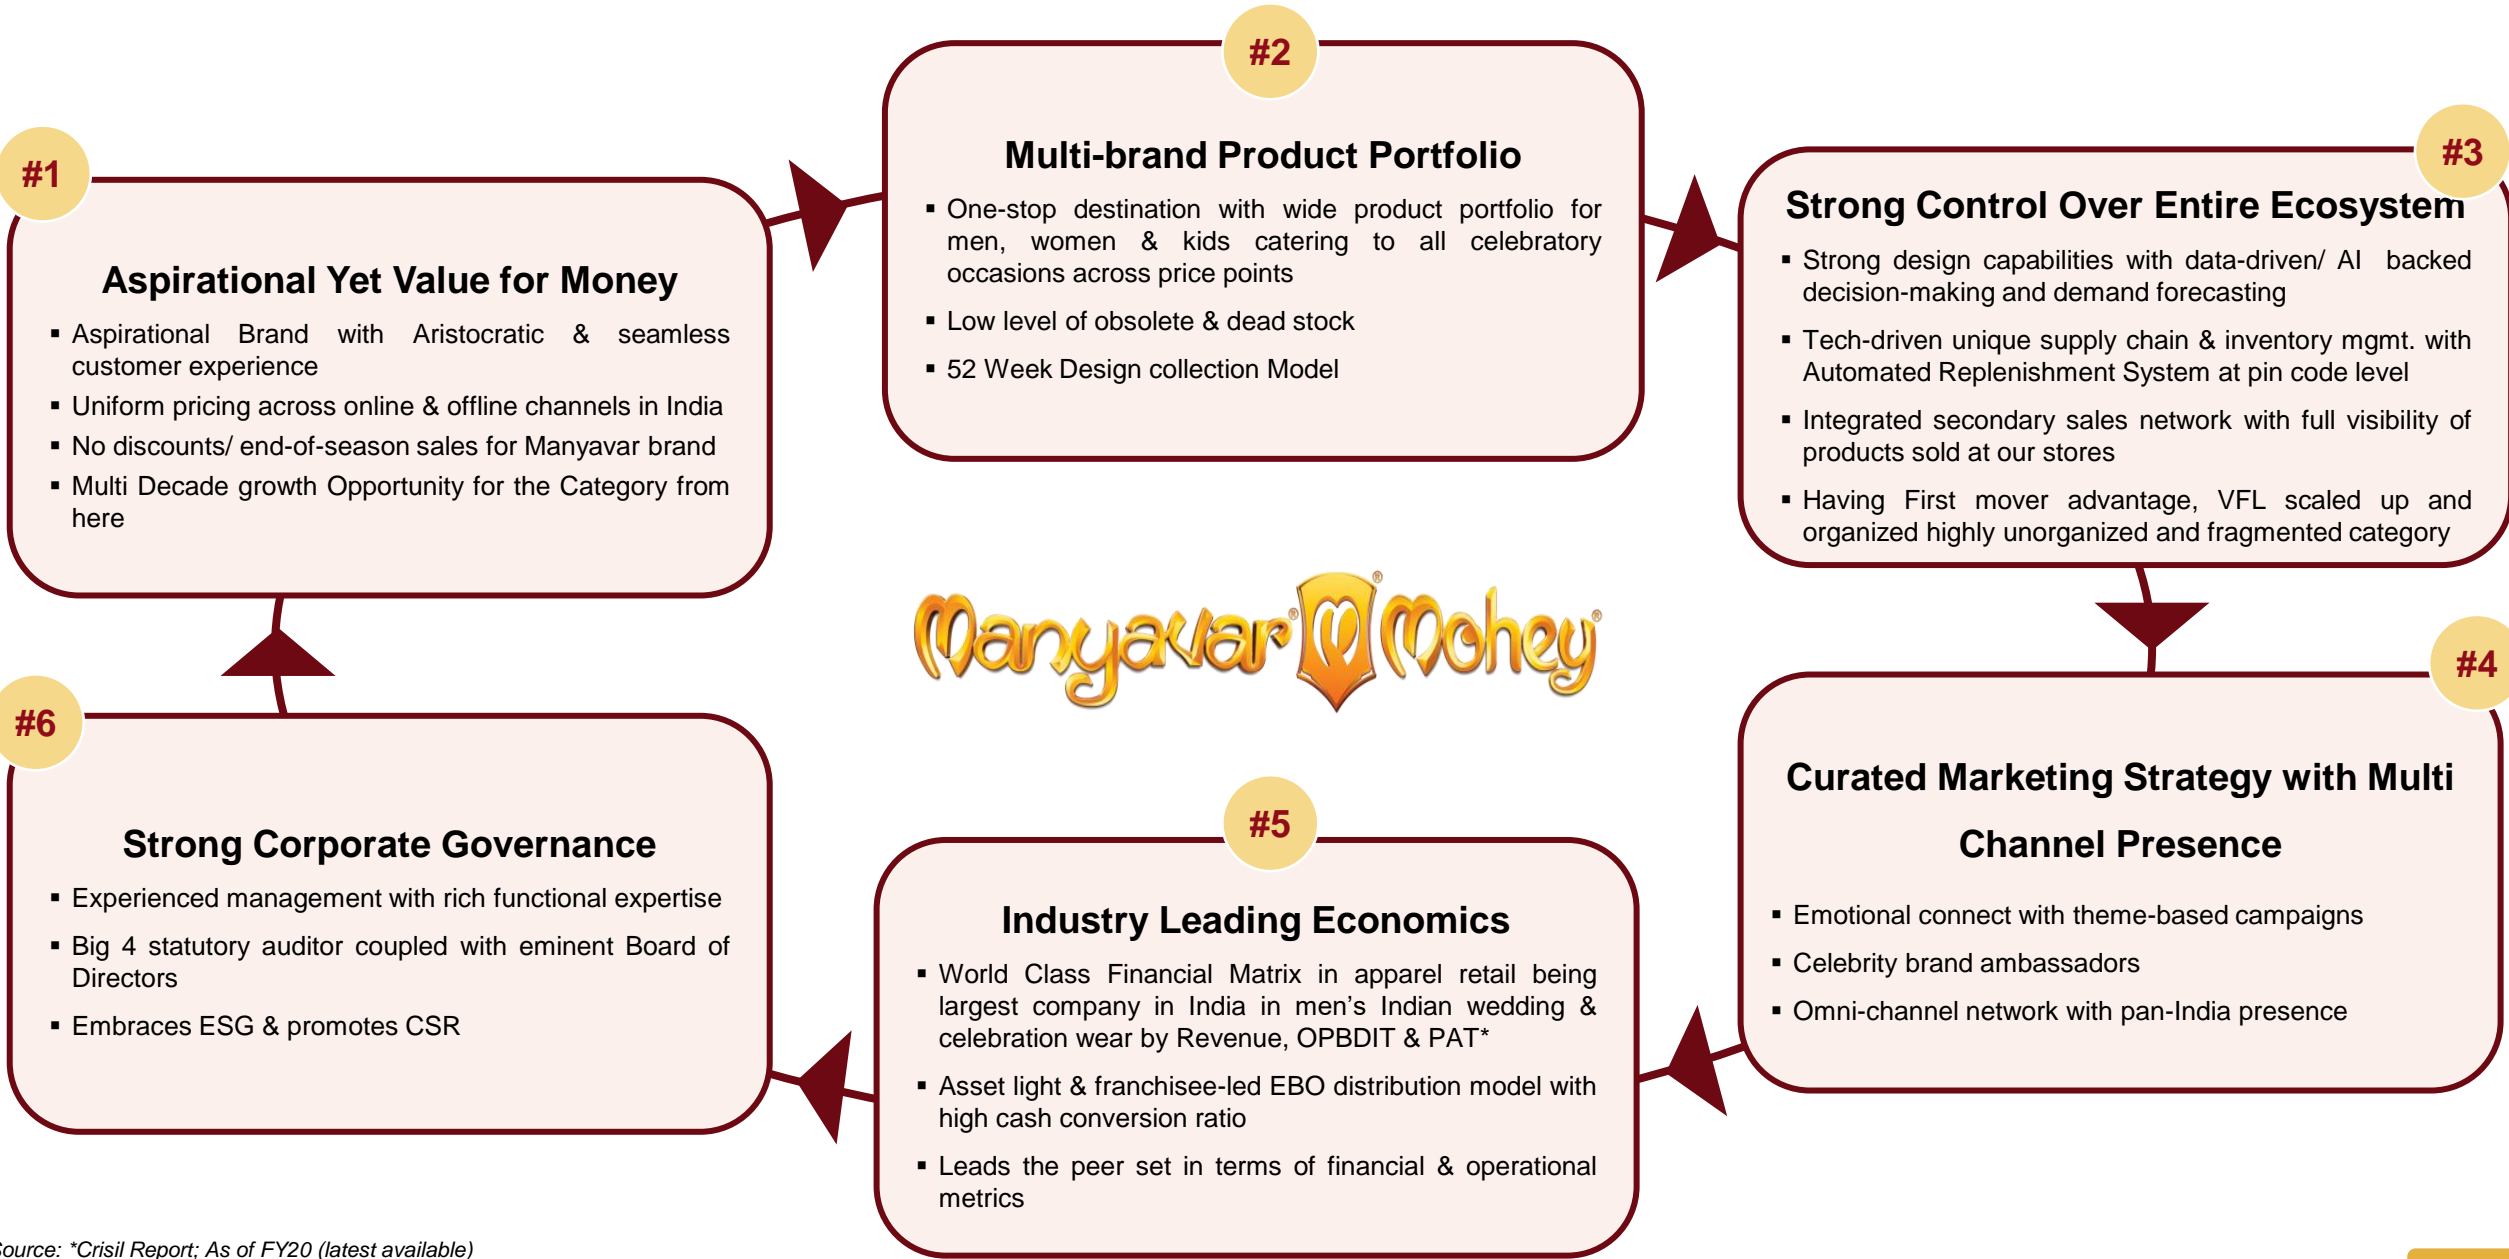 #1
Aspirational Yet Value for Money
▪ Aspirational Brand with Aristocratic & seamless
customer experience
▪ Uniform pricing across online & offline channels in India
▪ No discounts/ end-of-season sales for Manyavar brand
▪ Multi Decade growth Opportunity for the Category from
here
#2
Multi-brand Product Portfolio
▪ One-stop destination with wide product portfolio for
men, women & kids catering to all celebratory
occasions across price points
▪ Low level of obsolete & dead stock
▪ 52 Week Design collection Model
#3
Strong Control Over Entire Ecosystem
▪ Strong design capabilities with data-driven/ AI backed
decision-making and demand forecasting
▪ Tech-driven unique supply chain & inventory mgmt. with
Automated Replenishment System at pin code level
▪ Integrated secondary sales network with full visibility of
products sold at our stores
▪ Having First mover advantage, VFL scaled up and
organized highly unorganized and fragmented category
Manyavar® ® Mohey®
#4
Curated Marketing Strategy with Multi
Channel Presence
▪ Emotional connect with theme-based campaigns
▪ Celebrity brand ambassadors
▪ Omni-channel network with pan-India presence
#5
Industry Leading Economics
▪ World Class Financial Matrix in apparel retail being
largest company in India in men’s Indian wedding &
celebration wear by Revenue, OPBDIT & PAT*
▪ Asset light & franchisee-led EBO distribution model with
high cash conversion ratio
▪ Leads the peer set in terms of financial & operational
metrics
#6
Strong Corporate Governance
▪ Experienced management with rich functional expertise
▪ Big 4 statutory auditor coupled with eminent Board of
Directors
▪ Embraces ESG & promotes CSR
Source: *Crisil Report; As of FY20 (latest available)